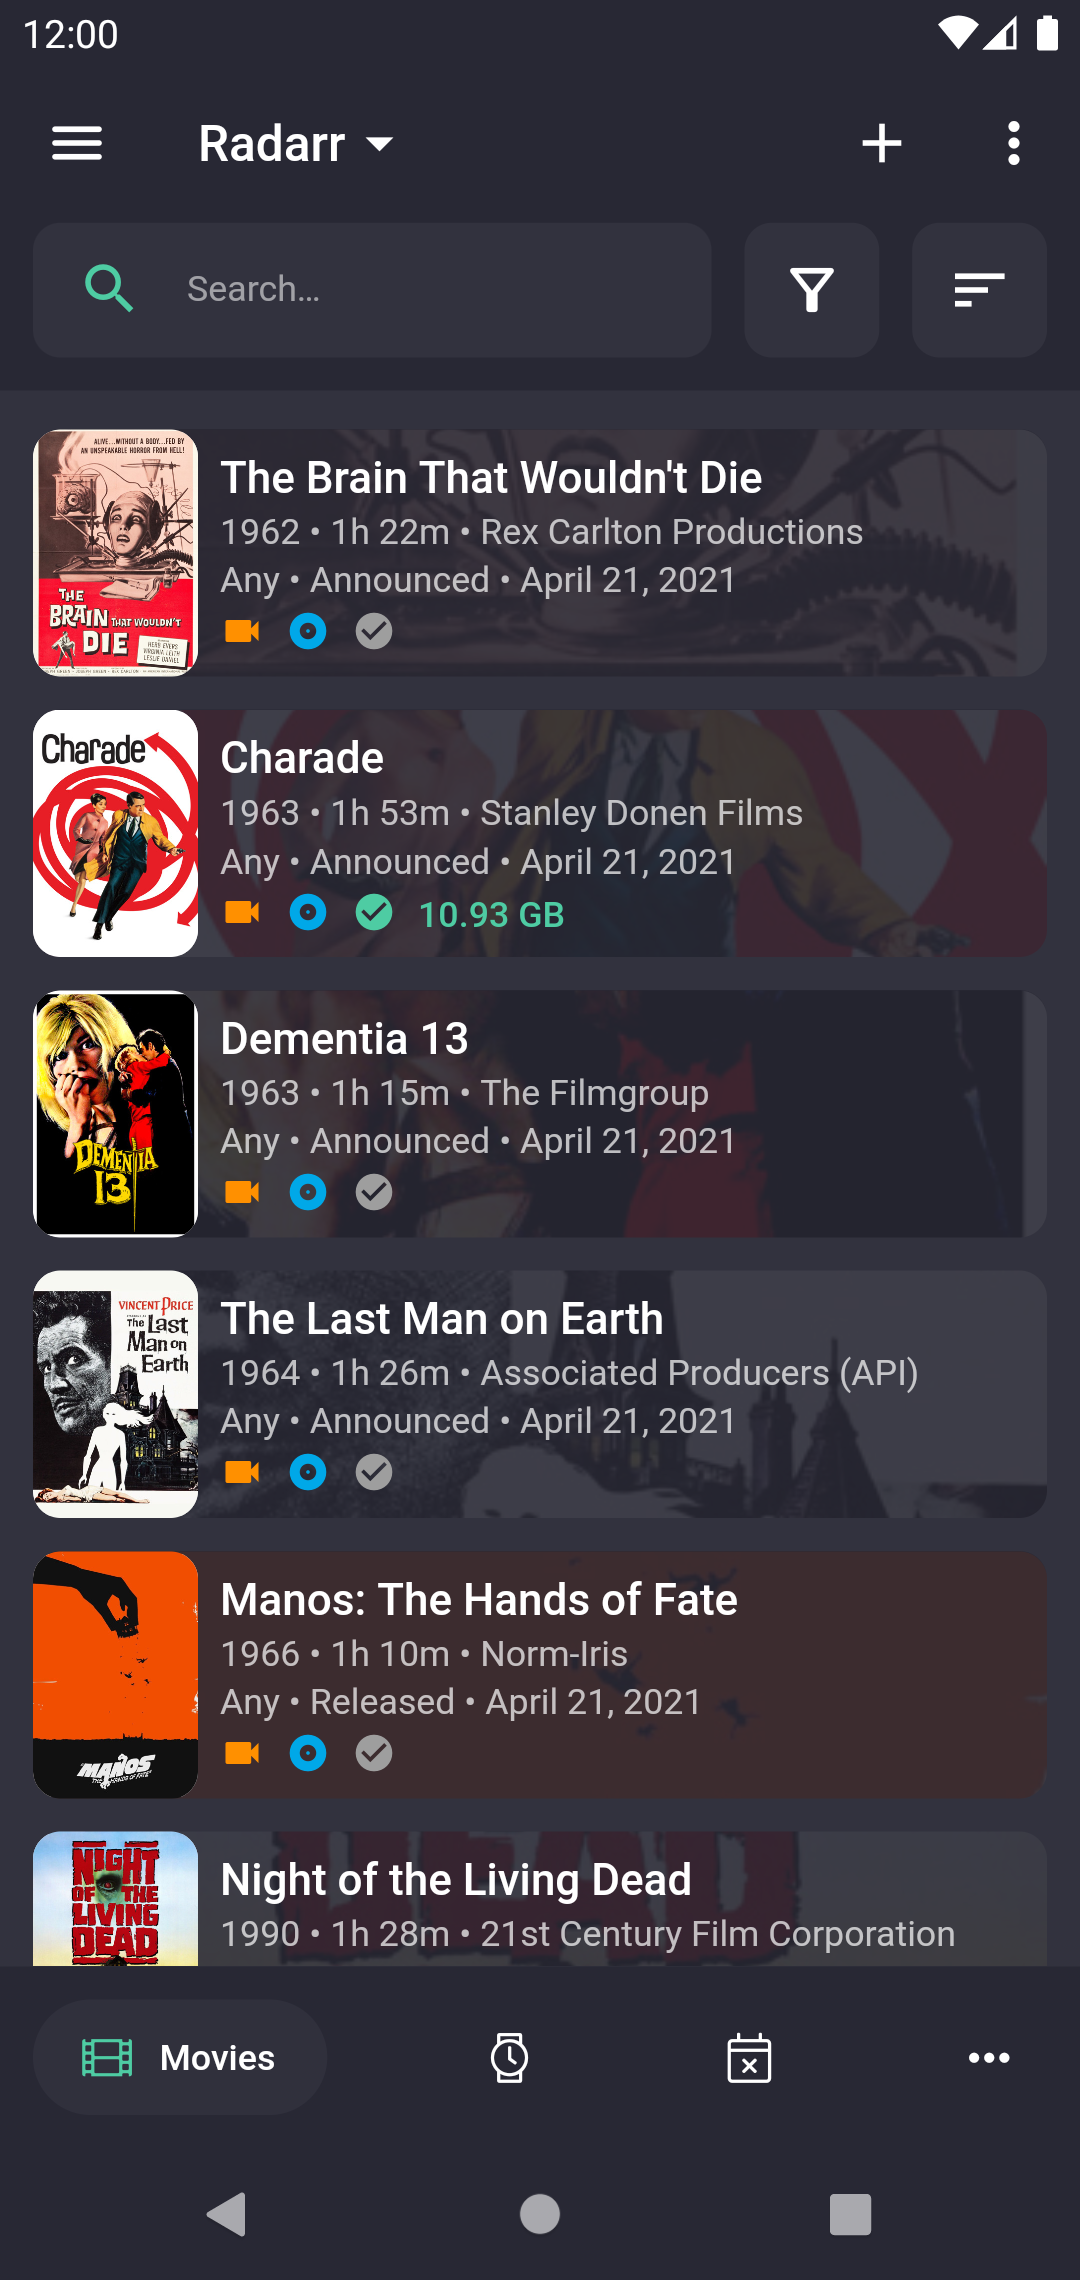 12:00
Radarr
Search...
ALIVE...WITHOUT A BODY...FED BY
AN UNSPEAKABLE HORROR FROM HELL!
THE
BRAIN THAT WOULDN'T
DIE
The Brain That Wouldn't Die
1962 • 1h 22m • Rex Carlton Productions
Any • Announced • April 21, 2021
Charade
Charade
1963 • 1h 53m • Stanley Donen Films
Any • Announced • April 21, 2021
10.93 GB
DEMENTIA
13
Dementia 13
1963 • 1h 15m • The Filmgroup
Any • Announced • April 21, 2021
VINCENT PRICE
The Last
Man on
Earth
The Last Man on Earth
1964 • 1h 26m • Associated Producers (API)
Any • Announced • April 21, 2021
MANOS
THE HANDS OF FATE
Manos: The Hands of Fate
1966 • 1h 10m • Norm-Iris
Any • Released • April 21, 2021
NIGHT
OF THE
LIVING
DEAD
DEAD
Night of the Living Dead
1990 • 1h 28m • 21st Century Film Corporation
Movies